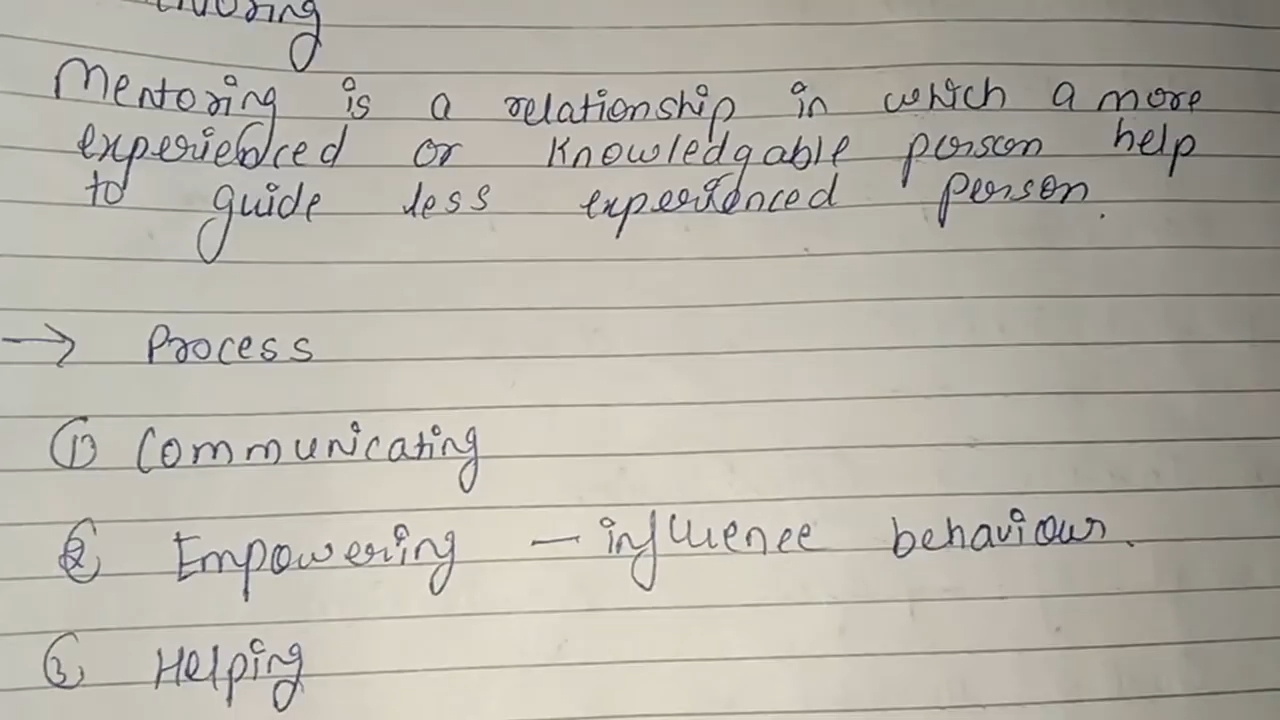 Mentoring is a relationship in which a more
experienced or knowledgable person help
to guide less experienced person.
→ Process
① Communicating
② Empowering — influence behaviour.
③ Helping